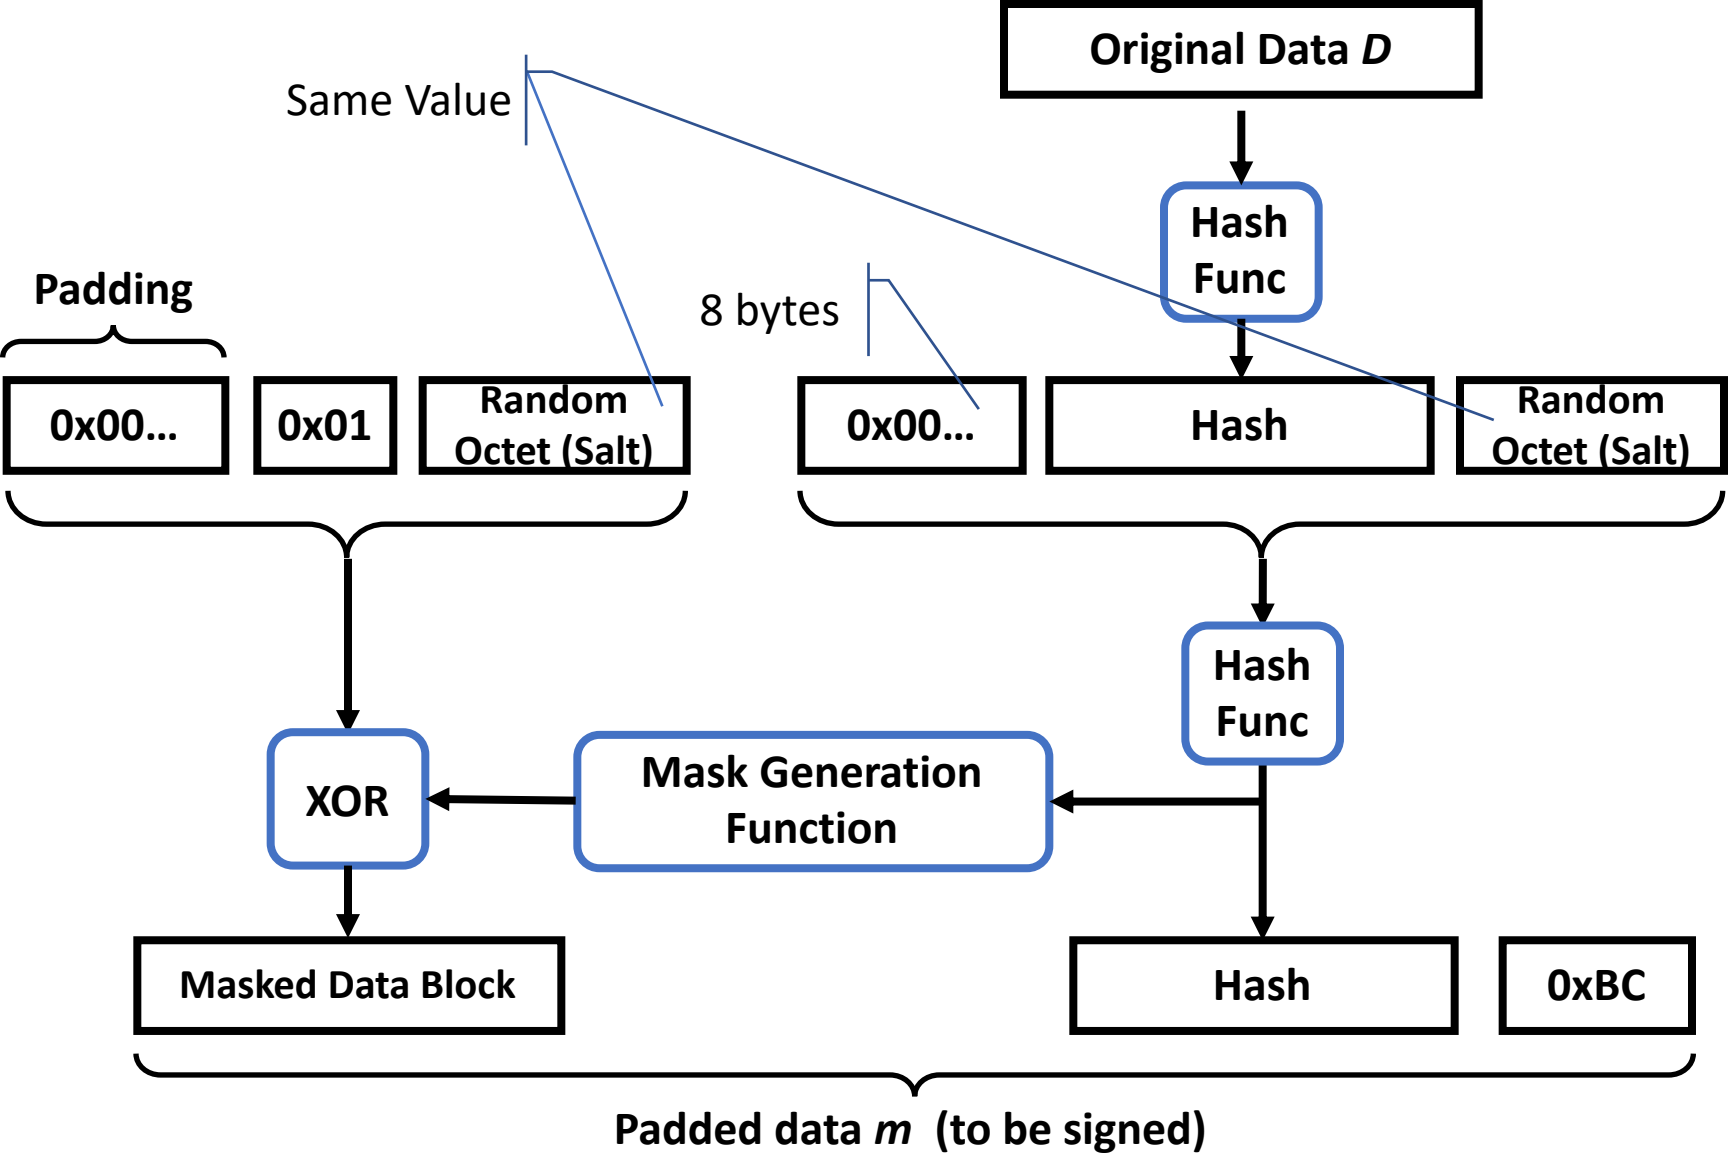 Original Data D
Same Value
Hash
Func
Padding
8 bytes
0x00...
0x01
Random
Octet (Salt)
0x00...
Hash
Random
Octet (Salt)
Hash
Func
XOR
Mask Generation
Function
Masked Data Block
Hash
0xBC
Padded data m (to be signed)